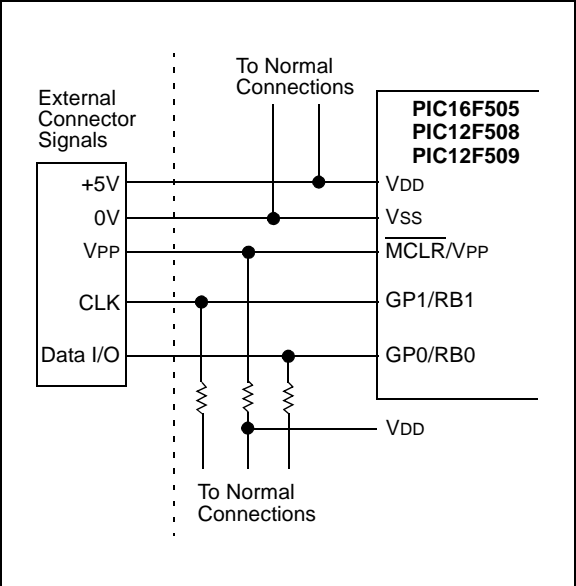 To Normal
Connections
External
Connector
Signals
PIC16F505
PIC12F508
PIC12F509
+5V
VDD
0V
VSS
VPP
MCLR/VPP
CLK
GP1/RB1
Data I/O
GP0/RB0
VDD
To Normal
Connections